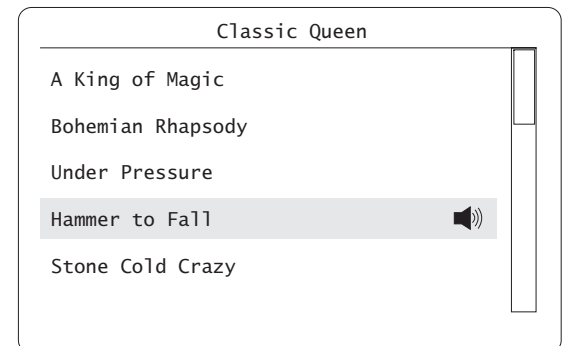 Classic Queen
A King of Magic
Bohemian Rhapsody
Under Pressure
Hammer to Fall
Stone Cold Crazy